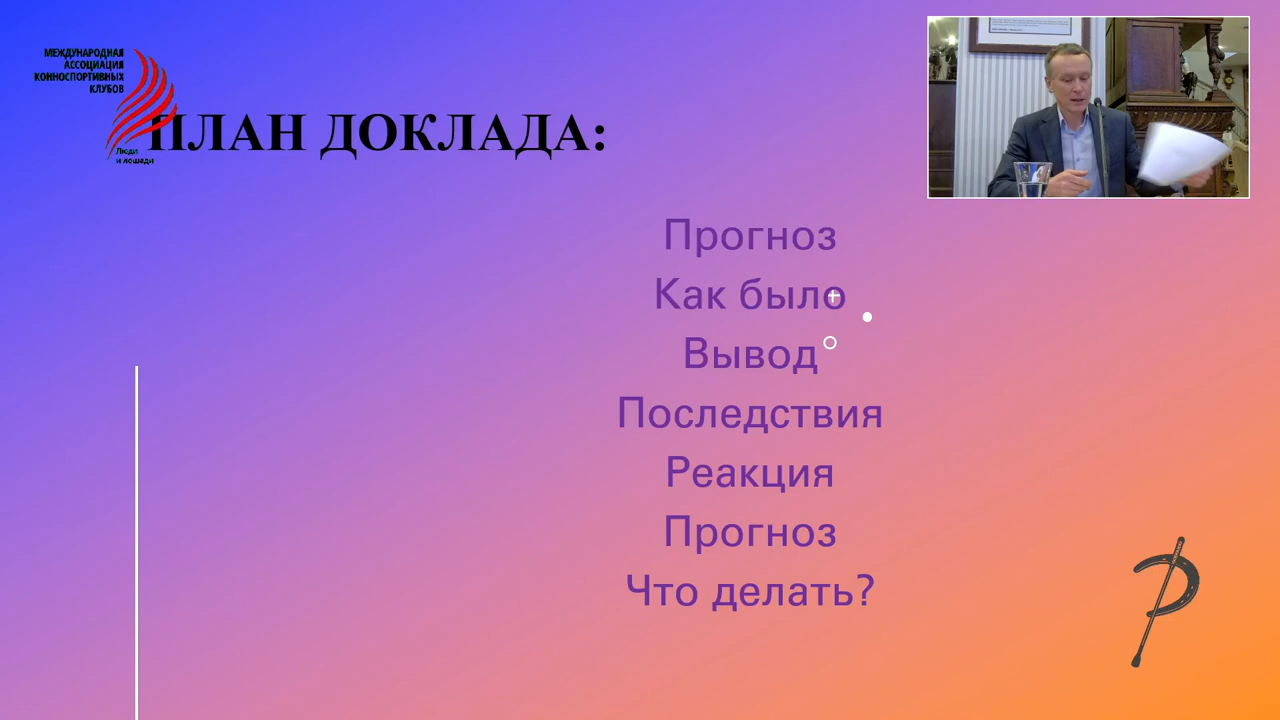 МЕЖДУНАРОДНАЯ
АССОЦИАЦИЯ
КОННОСПОРТИВНЫХ
КЛУБОВ
Люди
и лошади
ПЛАН ДОКЛАДА:
Прогноз
Как было
Вывод
Последствия
Реакция
Прогноз
Что делать?